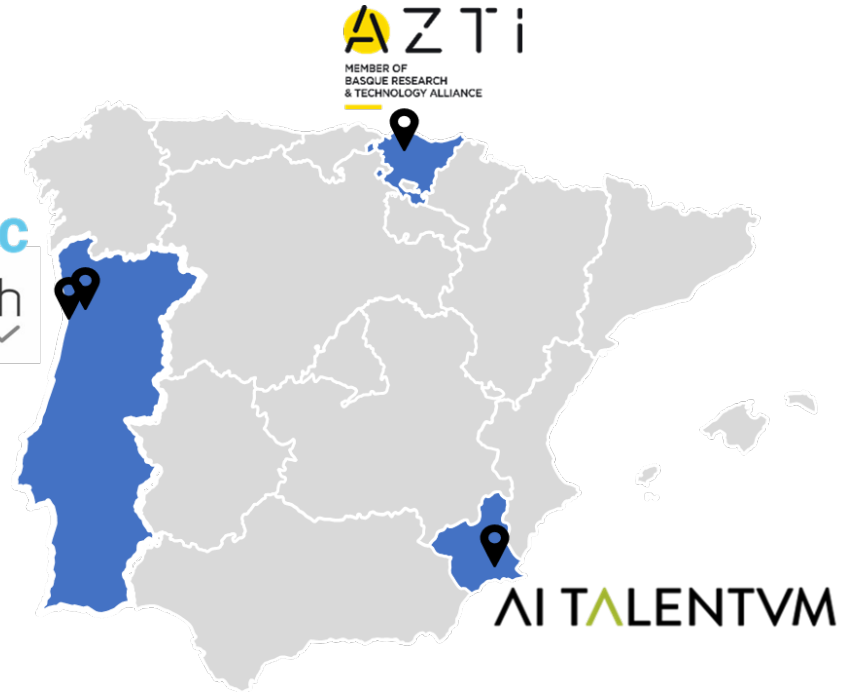 AZTi
MEMBER OF
BASQUE RESEARCH
& TECHNOLOGY ALLIANCE
c
h
AI TALENTVM